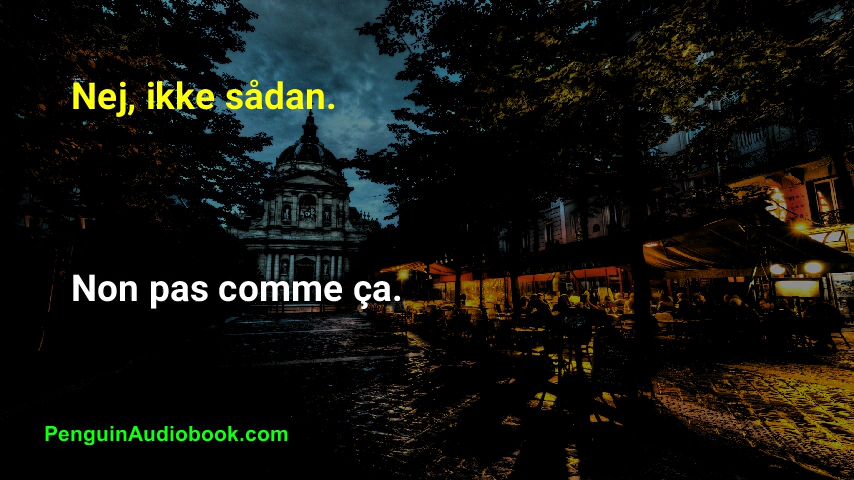 Nej, ikke sådan.
Non pas comme ça.
PenguinAudiobook.com